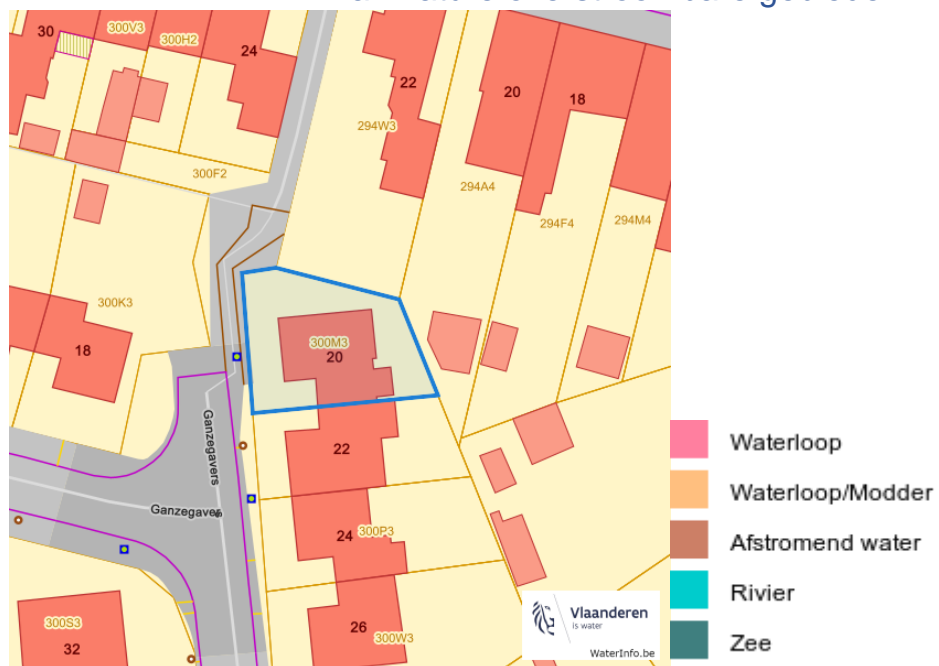 30
300V3
300H2
24
22
20
18
294W3
300F2
294A4
294F4
294M4
300K3
18
300M3
20
Ganzegavers
22
Ganzegavers
24
300P3
26
300W3
300S3
32
Vlaanderen
is water
WaterInfo.be
Waterloop
Waterloop/Modder
Afstromend water
Rivier
Zee